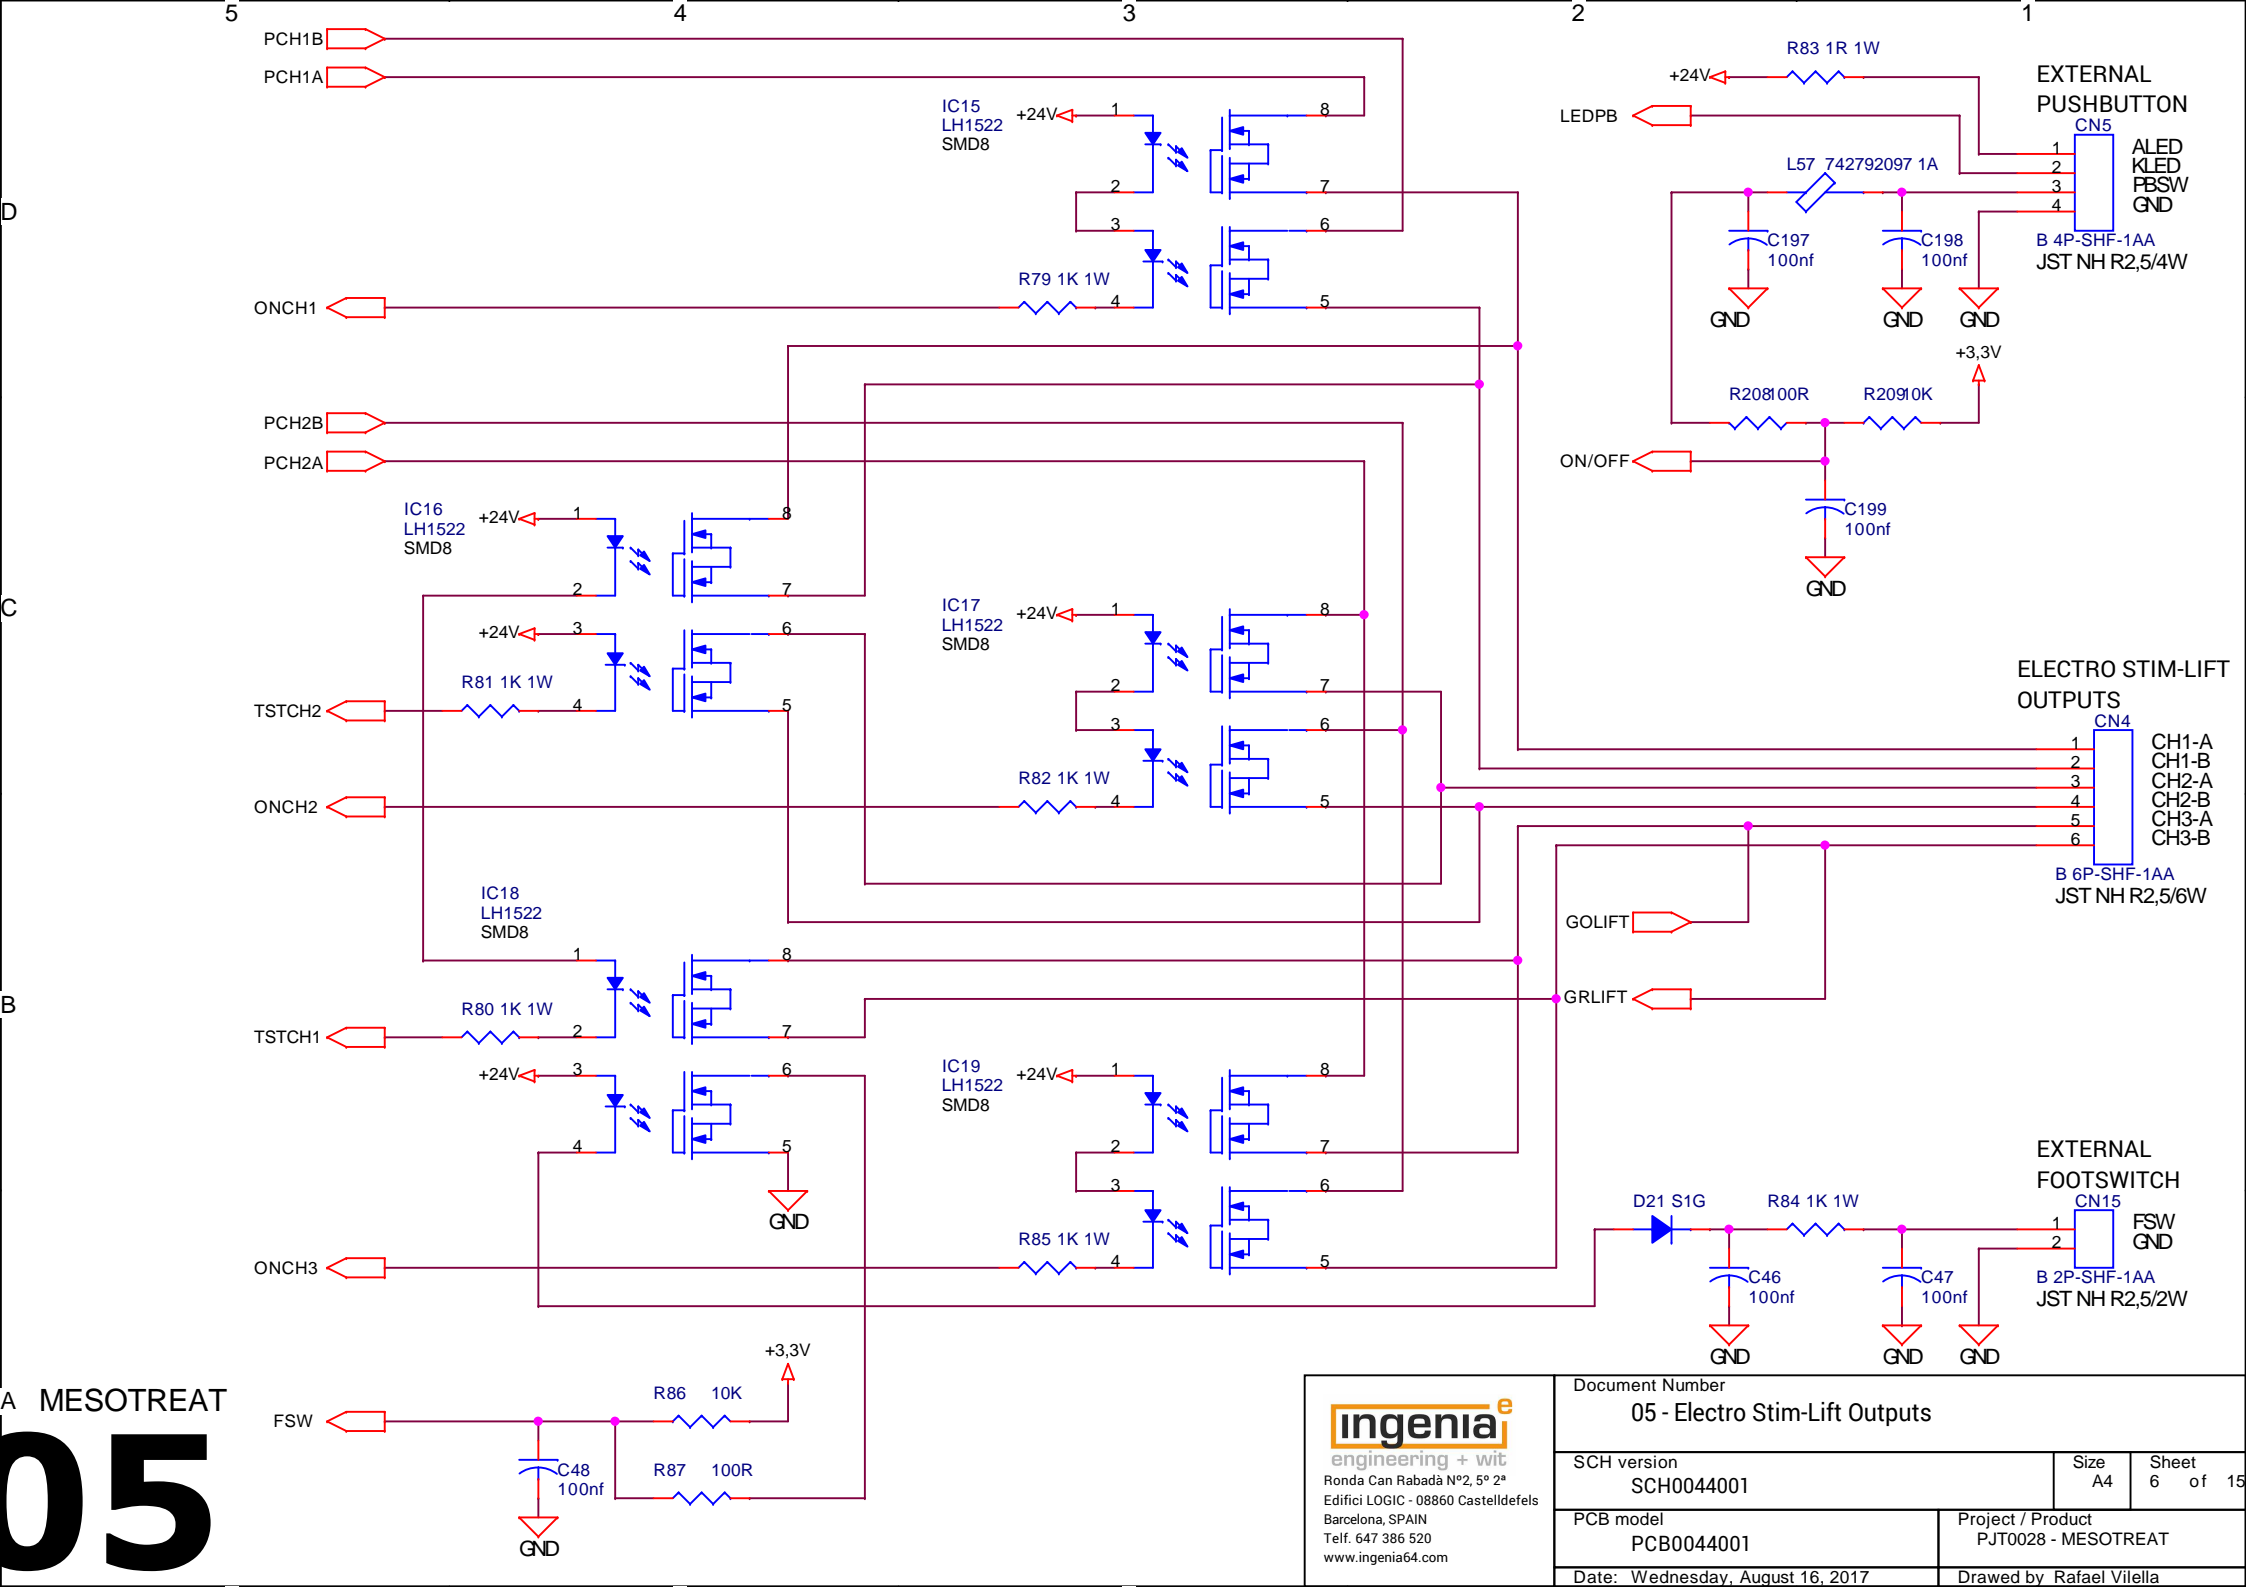 5 4 3 2 1
D
C
B
A
PCH1B
PCH1A
IC15
LH1522
SMD8
+24V
1
2
3
4
8
7
6
5
R79 1K 1W
ONCH1
R83 1R 1W
+24V
LEDPB
EXTERNAL
PUSHBUTTON
CN5
1 ALED
2 KLED
3 PBSW
4 GND
B 4P-SHF-1AA
JST NH R2,5/4W
L57 742792097 1A
C197
100nf
C198
100nf
GND
GND
GND
+3,3V
R208100R
R20910K
ON/OFF
C199
100nf
GND
PCH2B
PCH2A
IC16
LH1522
SMD8
+24V
1
2
+24V
3
4
8
7
6
5
R81 1K 1W
TSTCH2
IC17
LH1522
SMD8
+24V
1
2
3
4
8
7
6
5
R82 1K 1W
ONCH2
ELECTRO STIM-LIFT
OUTPUTS
CN4
1 CH1-A
2 CH1-B
3 CH2-A
4 CH2-B
5 CH3-A
6 CH3-B
B 6P-SHF-1AA
JST NH R2,5/6W
GOLIFT
GRLIFT
IC18
LH1522
SMD8
1
2
+24V
3
4
8
7
6
5
GND
R80 1K 1W
TSTCH1
IC19
LH1522
SMD8
+24V
1
2
3
4
8
7
6
5
R85 1K 1W
ONCH3
EXTERNAL
FOOTSWITCH
CN15
1 FSW
2 GND
B 2P-SHF-1AA
JST NH R2,5/2W
D21 S1G
R84 1K 1W
C46
100nf
C47
100nf
GND
GND
GND
+3,3V
R86 10K
FSW
R87 100R
C48
100nf
GND
MESOTREAT
05
ingenia e
engineering + wit
Ronda Can Rabadà Nº2, 5º 2ª
Edifici LOGIC - 08860 Castelldefels
Barcelona, SPAIN
Telf. 647 386 520
www.ingenia64.com
Document Number
05 - Electro Stim-Lift Outputs
SCH version
SCH0044001
Size
A4
Sheet
6 of 15
PCB model
PCB0044001
Project / Product
PJT0028 - MESOTREAT
Date: Wednesday, August 16, 2017
Drawed by Rafael Vilella
5 4 3